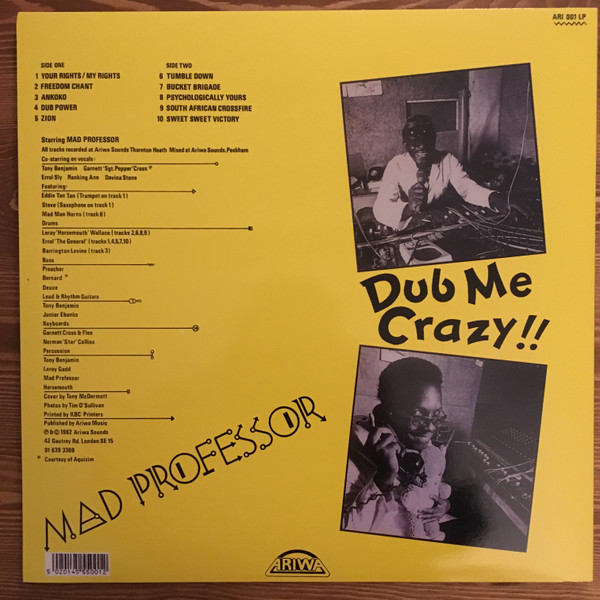 ARI 001 LP
SIDE ONE
1 YOUR RIGHTS / MY RIGHTS
2 FREEDOM CHANT
3 ANKOKO
4 DUB POWER
5 ZION
SIDE TWO
6 TUMBLE DOWN
7 BUCKET BRIGADE
8 PSYCHOLOGICALLY YOURS
9 SOUTH AFRICAN CROSSFIRE
10 SWEET SWEET VICTORY
Starring MAD PROFESSOR
All tracks recorded at Ariwa Sounds Thornton Heath Mixed at Ariwa Sounds, Peckham
Co-starring on vocals:
Tony Benjamin Garnett 'Sgt. Pepper' Cross *
Errol Sly Ranking Ann Davina Stone
Featuring:
Eddie Tan Tan (Trumpet on track 1)
Steve (Saxophone on track 1)
Mad Man Horns (track 6)
Drums
Leroy 'Horsemouth' Wallace (tracks 2,6,8,9)
Errol 'The General' (tracks 1,4,5,7,10)
Barrington Levine (track 3)
Bass
Preacher
Bernard *
Deuze
Lead & Rhythm Guitars
Tony Benjamin
Junior Ebanks
Keyboards
Garnett Cross & Flea
Norman 'Star' Collins
Percussion
Tony Benjamin
Leroy Gadd
Mad Professor
Horsemouth
Cover by Tony McDermott
Photos by Tim O'Sullivan
Printed by KBC Printers
Published by Ariwa Music
℗ & © 1982 Ariwa Sounds
42 Gautrey Rd. London SE 15
01 639 3369
* Courtesy of Aquizim
Dub Me
Crazy!!
MAD PROFESSOR
5 020145 550012
ARIWA